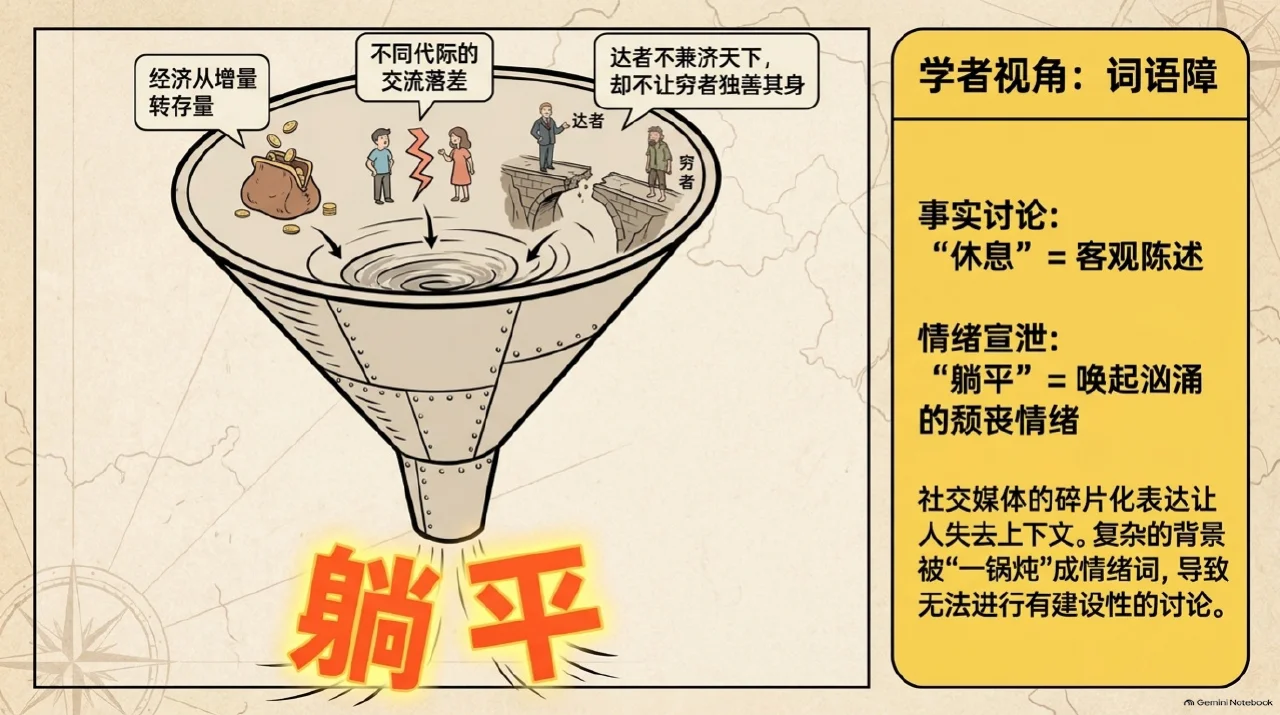 经济从增量
转存量
不同代际的
交流落差
达者不兼济天下，
却不让穷者独善其身
达者
穷
者
躺平
学者视角：词语障
事实讨论：
“休息”＝客观陈述
情绪宣泄：
“躺平”＝唤起汹涌
的颓丧情绪
社交媒体的碎片化表达让
人失去上下文。复杂的背景
被“一锅炖”成情绪词，导致
无法进行有建设性的讨论。
Gemini Notebook